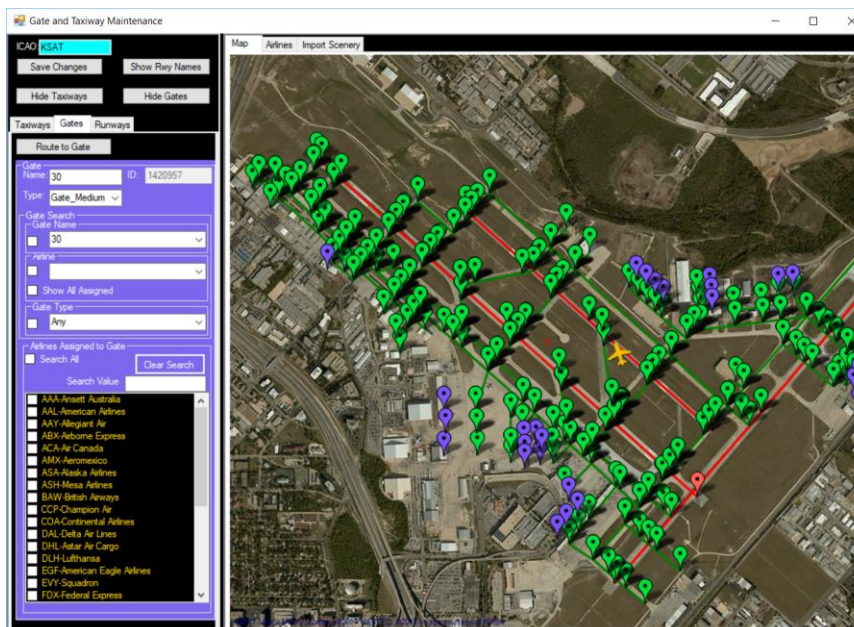 Gate and Taxiway Maintenance
ICAO: KSAT
Save Changes Show Rwy Names
Hide Taxiways Hide Gates
Taxiways Gates Runways
Route to Gate
Gate
Name: 30 ID: 1420957
Type: Gate_Medium
Gate Search
Gate Name
30
Airline
Show All Assigned
Gate Type
Any
Airlines Assigned to Gate
Search All Clear Search
Search Value
AAA-Ansett Australia
AAL-American Airlines
AAY-Allegiant Air
ABX-Airborne Express
ACA-Air Canada
AMX-Aeromexico
ASA-Alaska Airlines
ASH-Mesa Airlines
BAW-British Airways
CCP-Champion Air
COA-Continental Airlines
DAL-Delta Air Lines
DHL-Astar Air Cargo
DLH-Lufthansa
EGF-American Eagle Airlines
EVY-Squadron
FDX-Federal Express
Map Airlines Import Scenery